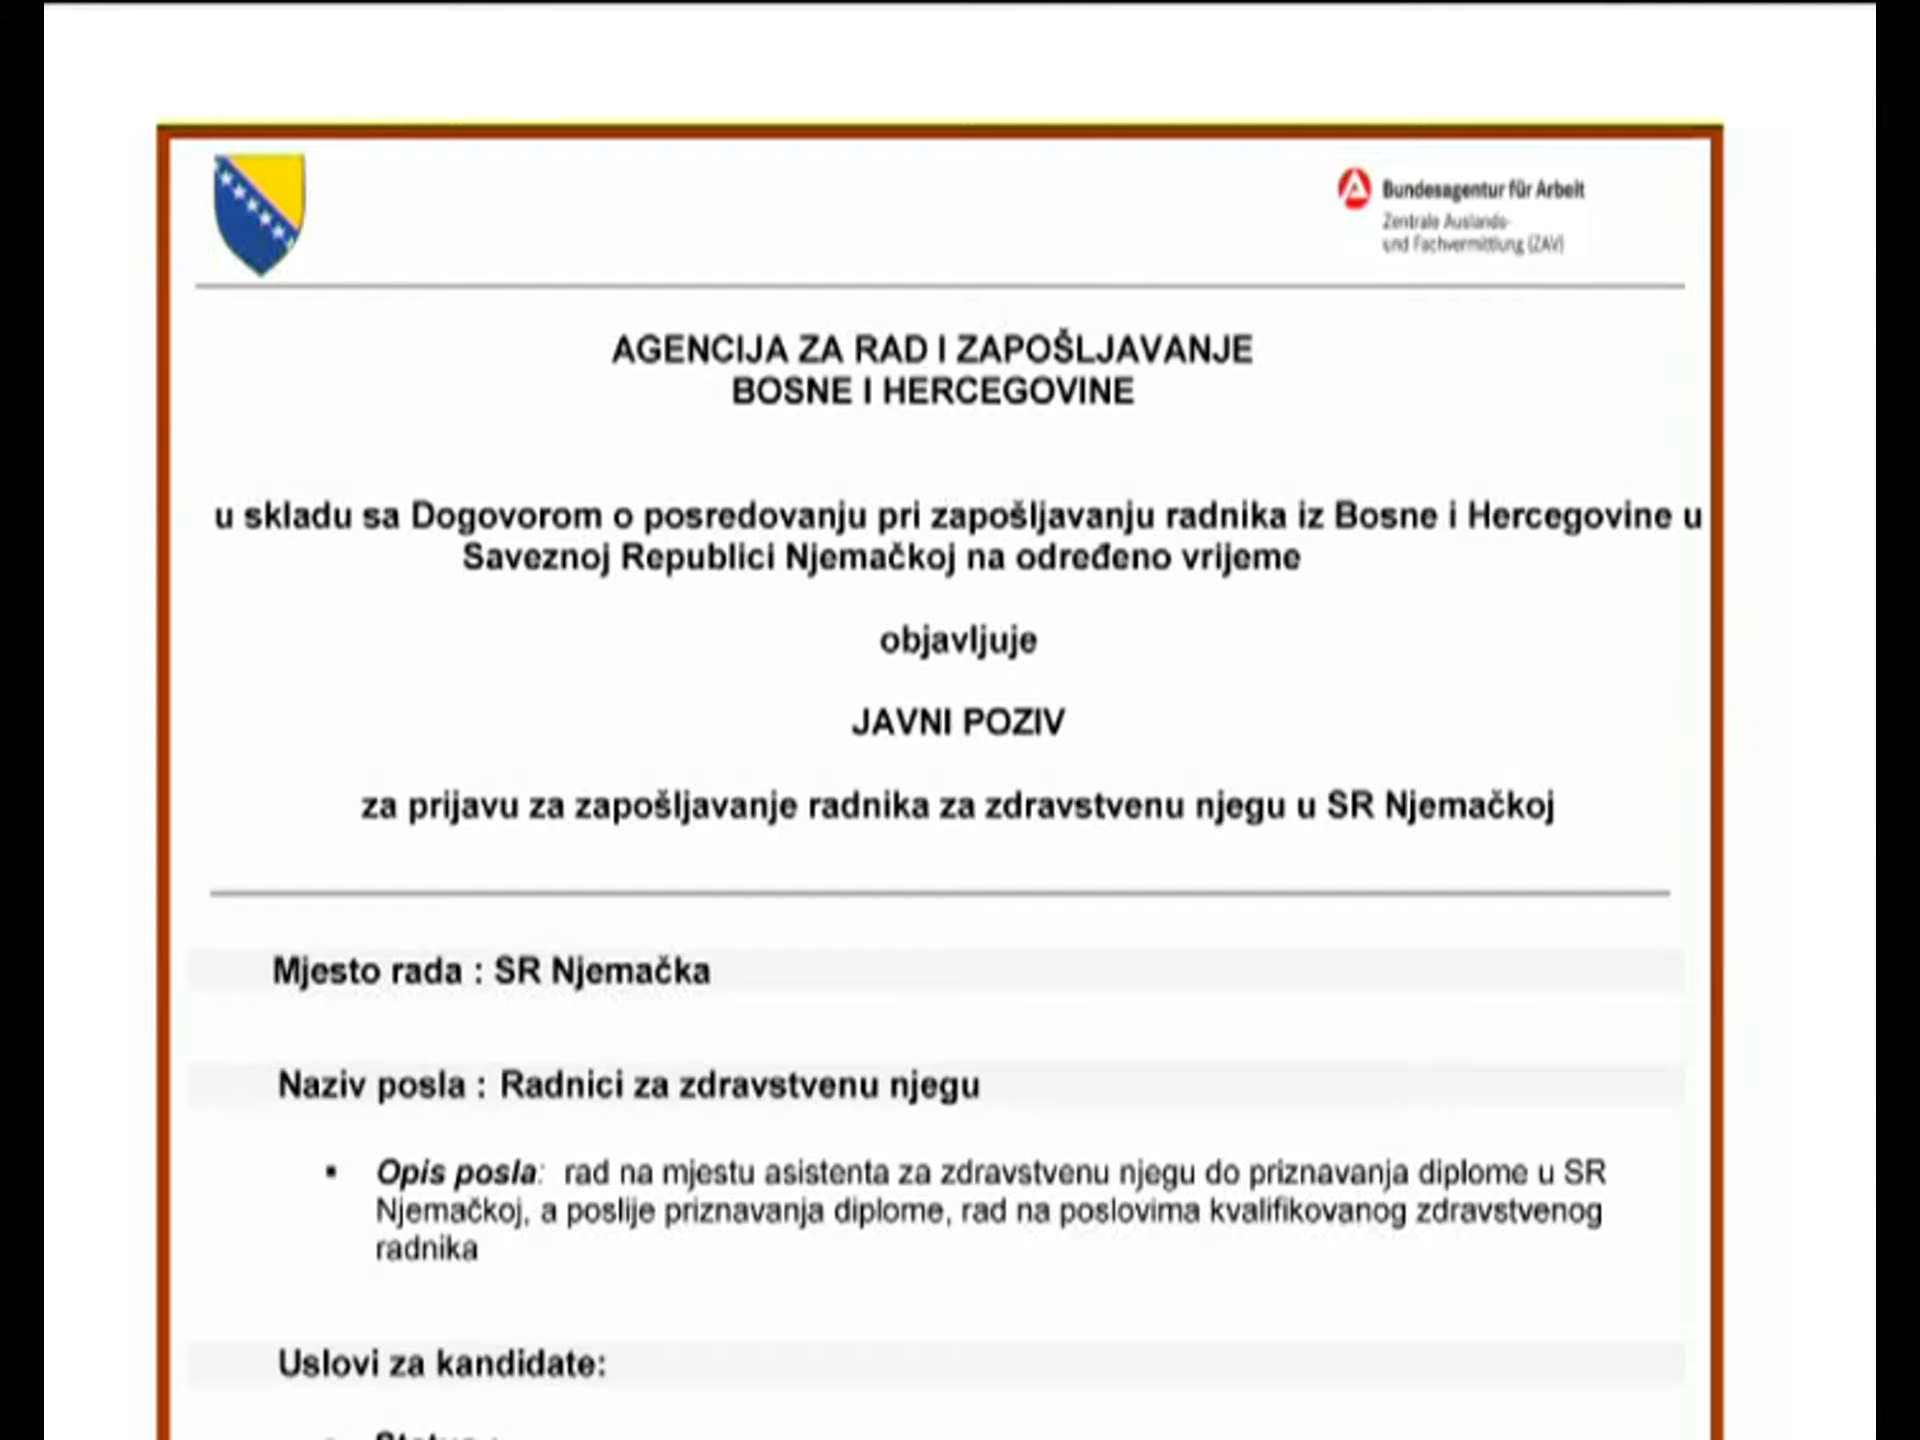 Bundesagentur für Arbeit
Zentrale Auslands-
und Fachvermittlung (ZAV)
AGENCIJA ZA RAD I ZAPOŠLJAVANJE
BOSNE I HERCEGOVINE
u skladu sa Dogovorom o posredovanju pri zapošljavanju radnika iz Bosne i Hercegovine u
Saveznoj Republici Njemačkoj na određeno vrijeme
objavljuje
JAVNI POZIV
za prijavu za zapošljavanje radnika za zdravstvenu njegu u SR Njemačkoj
Mjesto rada : SR Njemačka
Naziv posla : Radnici za zdravstvenu njegu
▪ Opis posla: rad na mjestu asistenta za zdravstvenu njegu do priznavanja diplome u SR
Njemačkoj, a poslije priznavanja diplome, rad na poslovima kvalifikovanog zdravstvenog
radnika
Uslovi za kandidate: